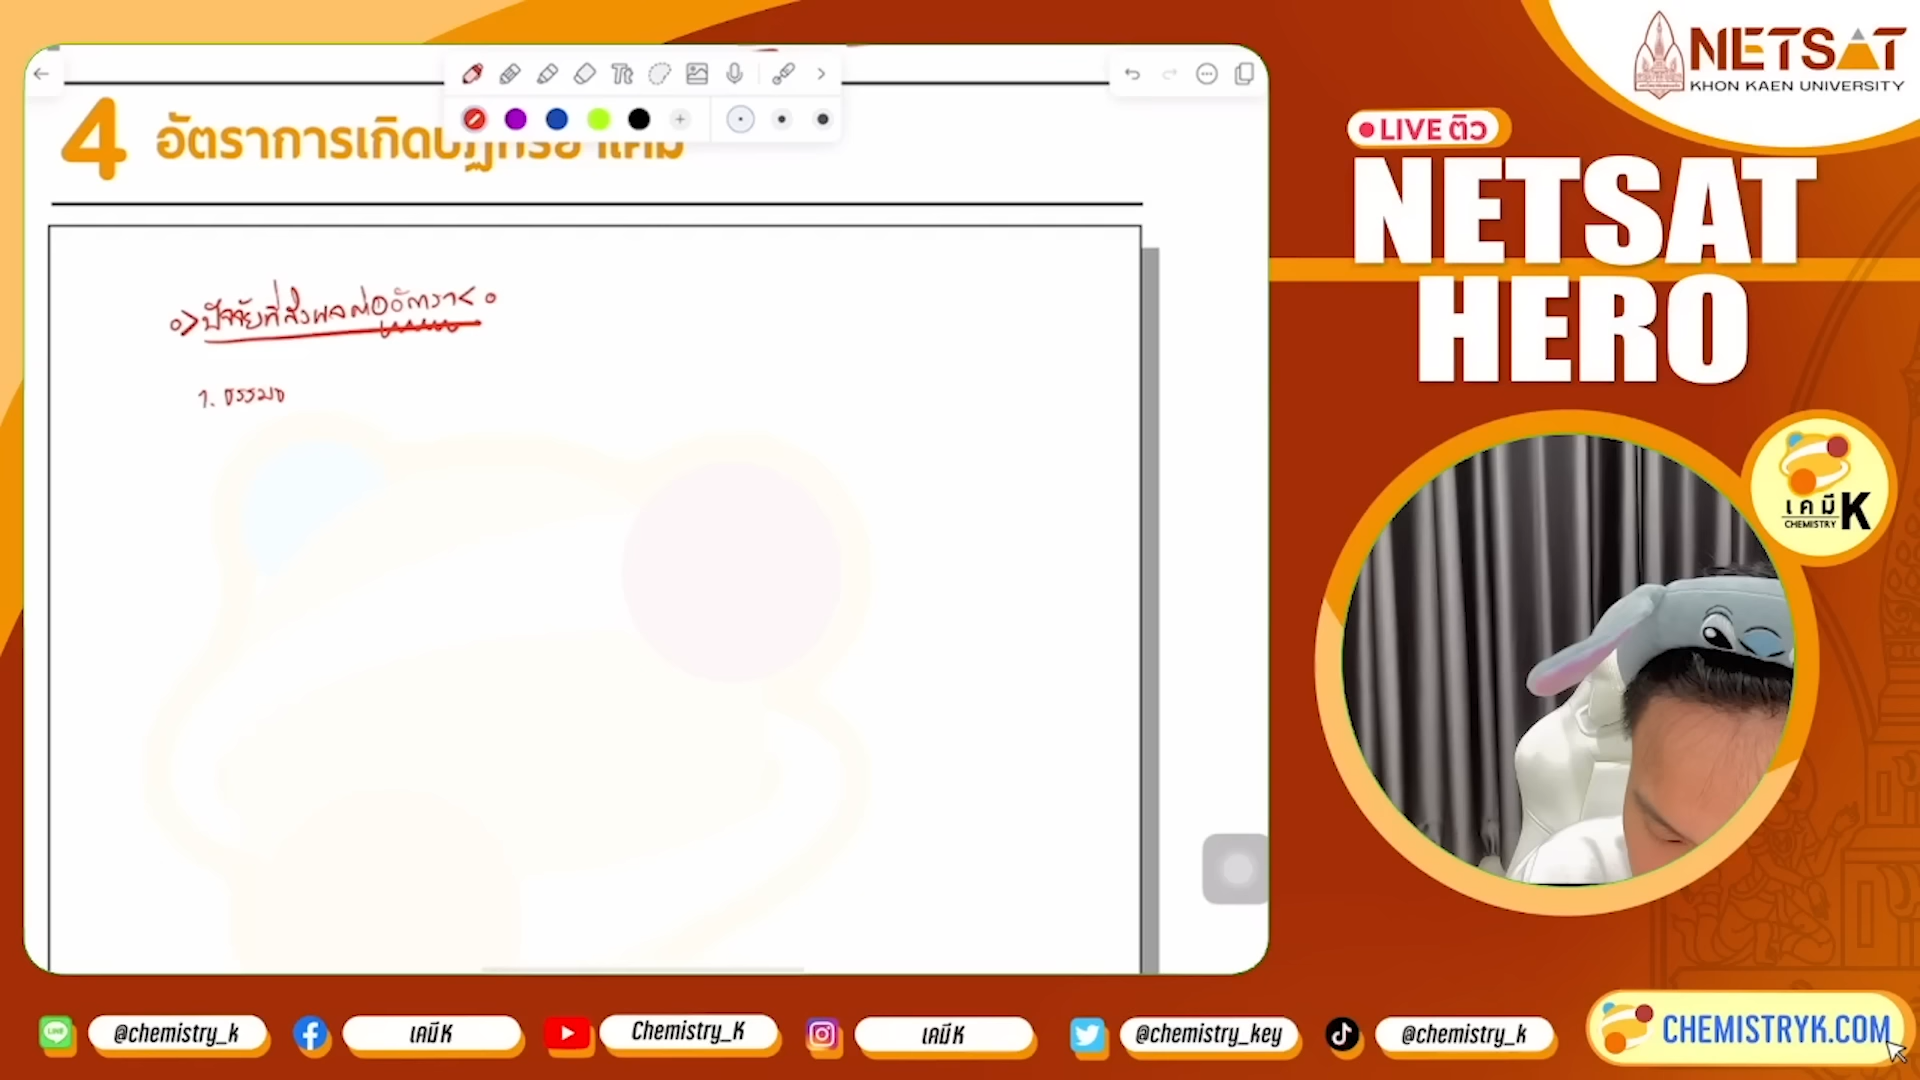 NETSAT
KHON KAEN UNIVERSITY
LIVE ติว
NETSAT
HERO
4 อัตราการเกิดปฏิกิริยาเคมี
Tt
ปัจจัยที่ส่งผลต่ออัตรา
1. ธรรมช
เคมี K
CHEMISTRY
LINE
@chemistry_k
เคมี K
Chemistry_K
เคมี K
@chemistry_key
@chemistry_k
CHEMISTRYK.COM